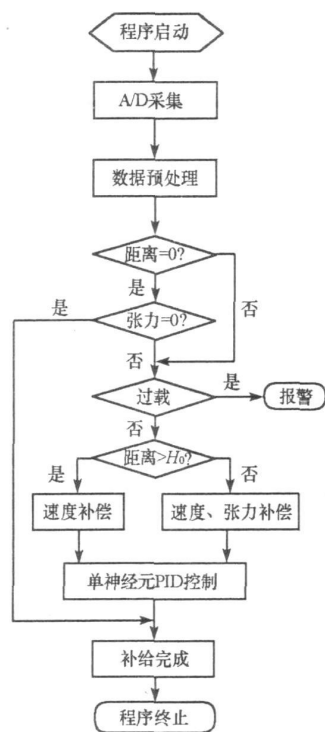 程序启动
A/D采集
数据预处理
距离=0?
是
否
是
张力=0?
否
过载
是
报警
否
距离>H₀?
是
否
速度补偿
速度、张力补偿
单神经元PID控制
补给完成
程序终止